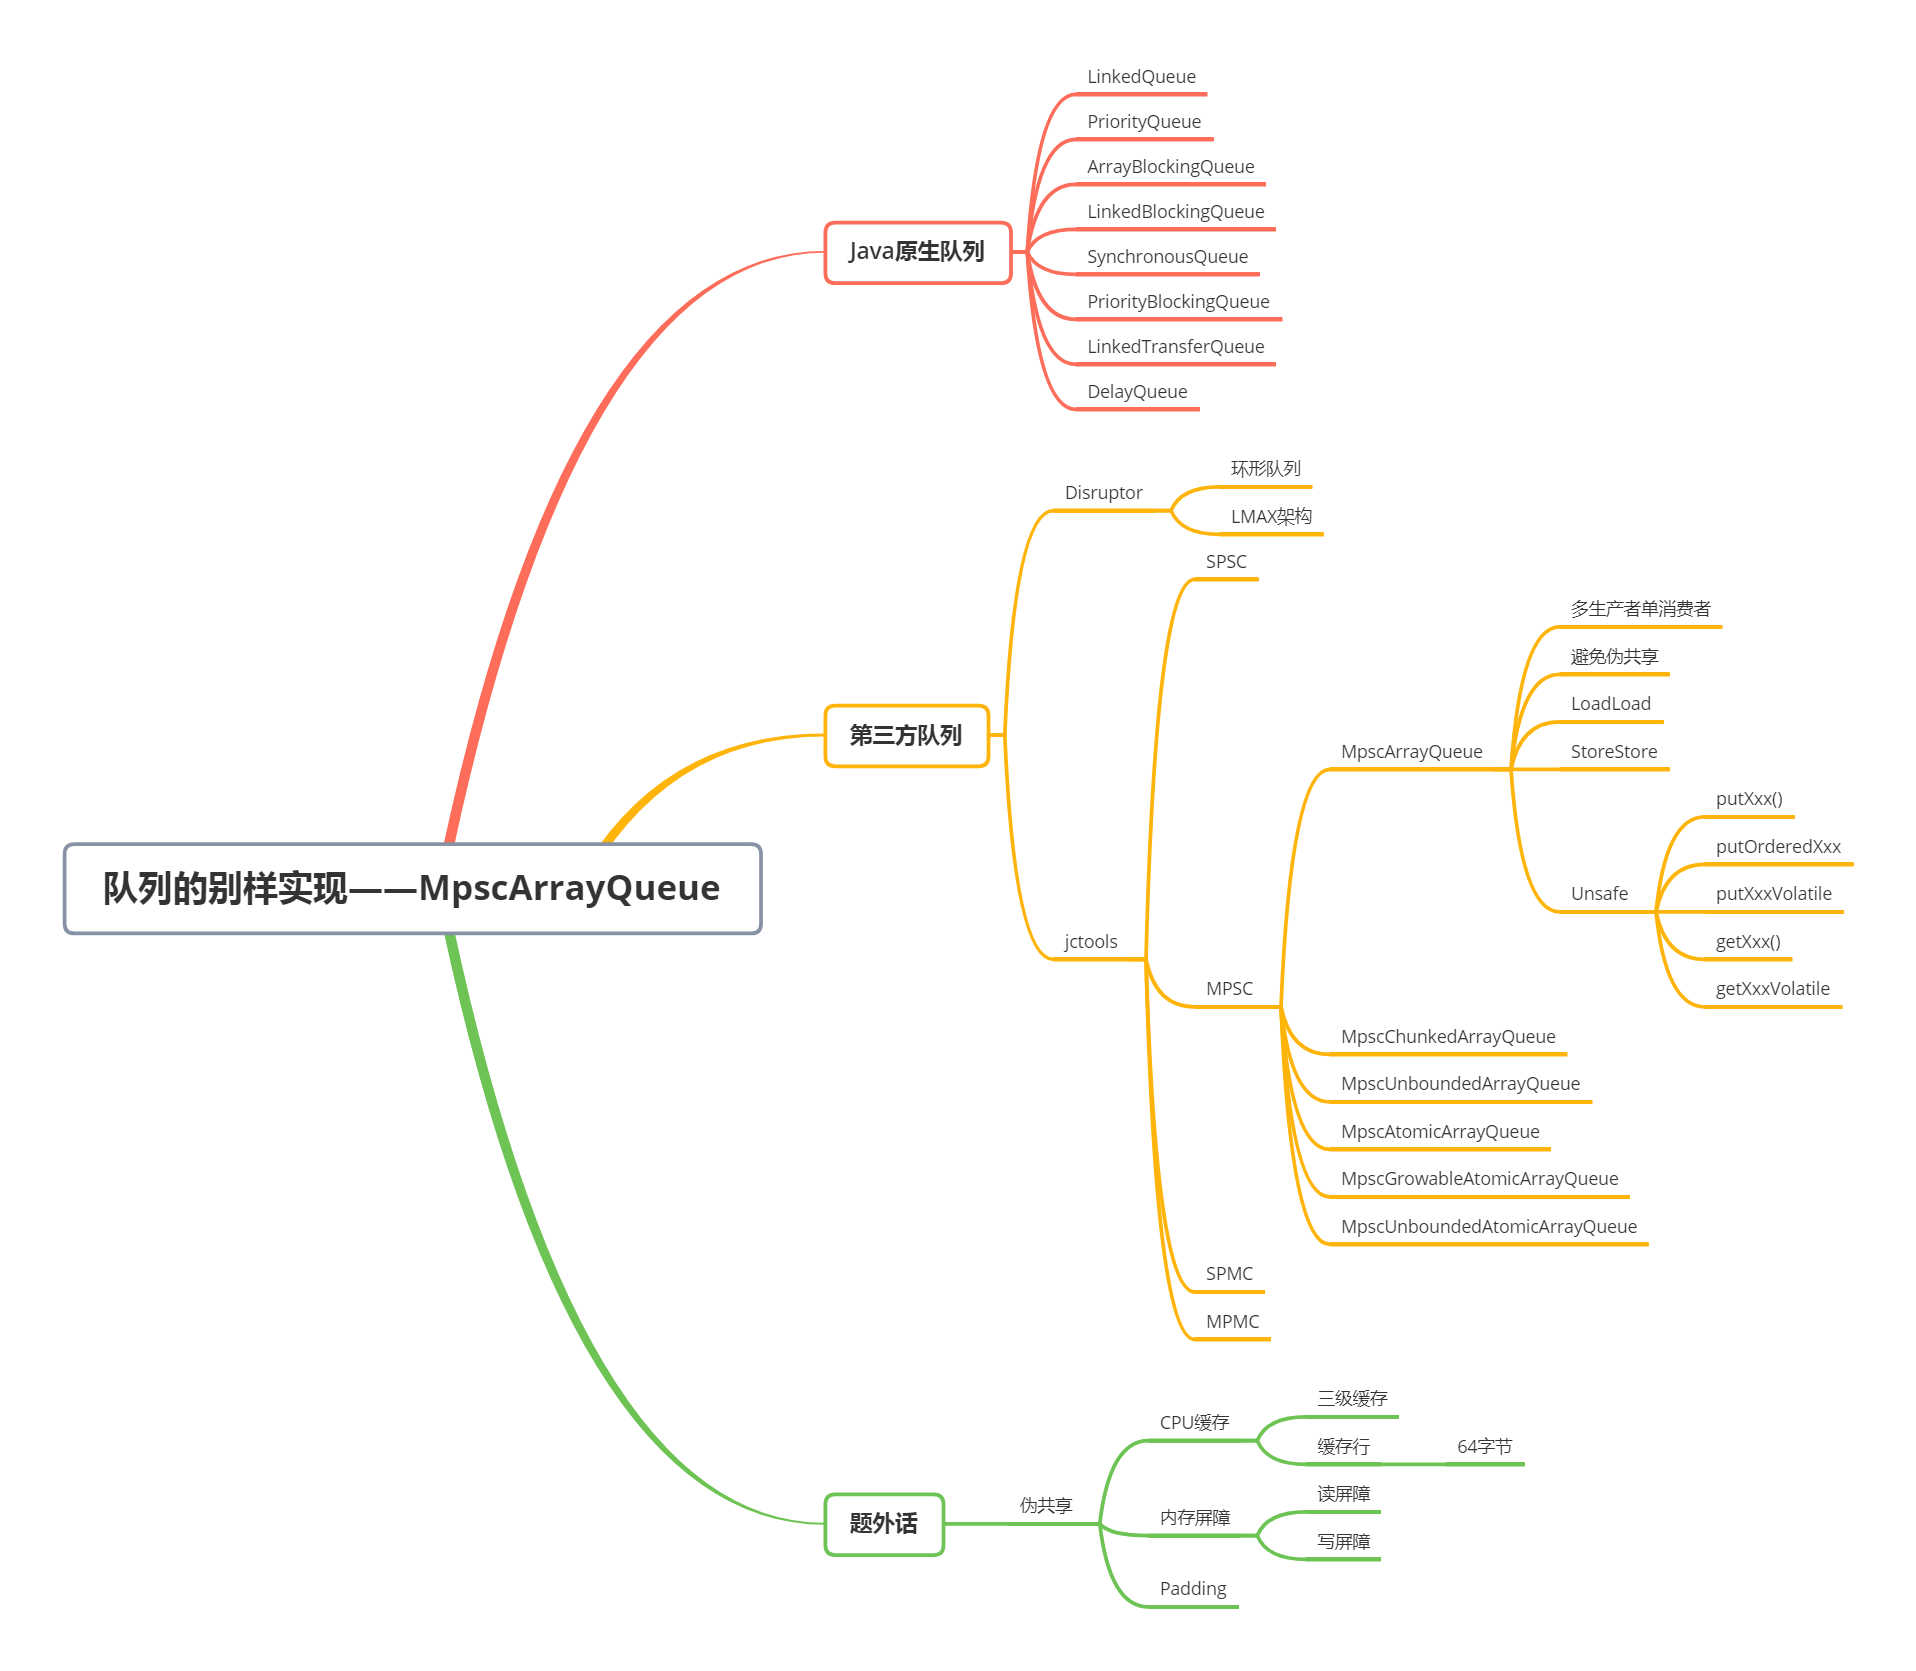 队列的别样实现——MpscArrayQueue
Java原生队列
LinkedQueue
PriorityQueue
ArrayBlockingQueue
LinkedBlockingQueue
SynchronousQueue
PriorityBlockingQueue
LinkedTransferQueue
DelayQueue
第三方队列
Disruptor
环形队列
LMAX架构
jctools
SPSC
MPSC
MpscArrayQueue
多生产者单消费者
避免伪共享
LoadLoad
StoreStore
Unsafe
putXxx()
putOrderedXxx
putXxxVolatile
getXxx()
getXxxVolatile
MpscChunkedArrayQueue
MpscUnboundedArrayQueue
MpscAtomicArrayQueue
MpscGrowableAtomicArrayQueue
MpscUnboundedAtomicArrayQueue
SPMC
MPMC
题外话
伪共享
CPU缓存
三级缓存
缓存行
64字节
内存屏障
读屏障
写屏障
Padding